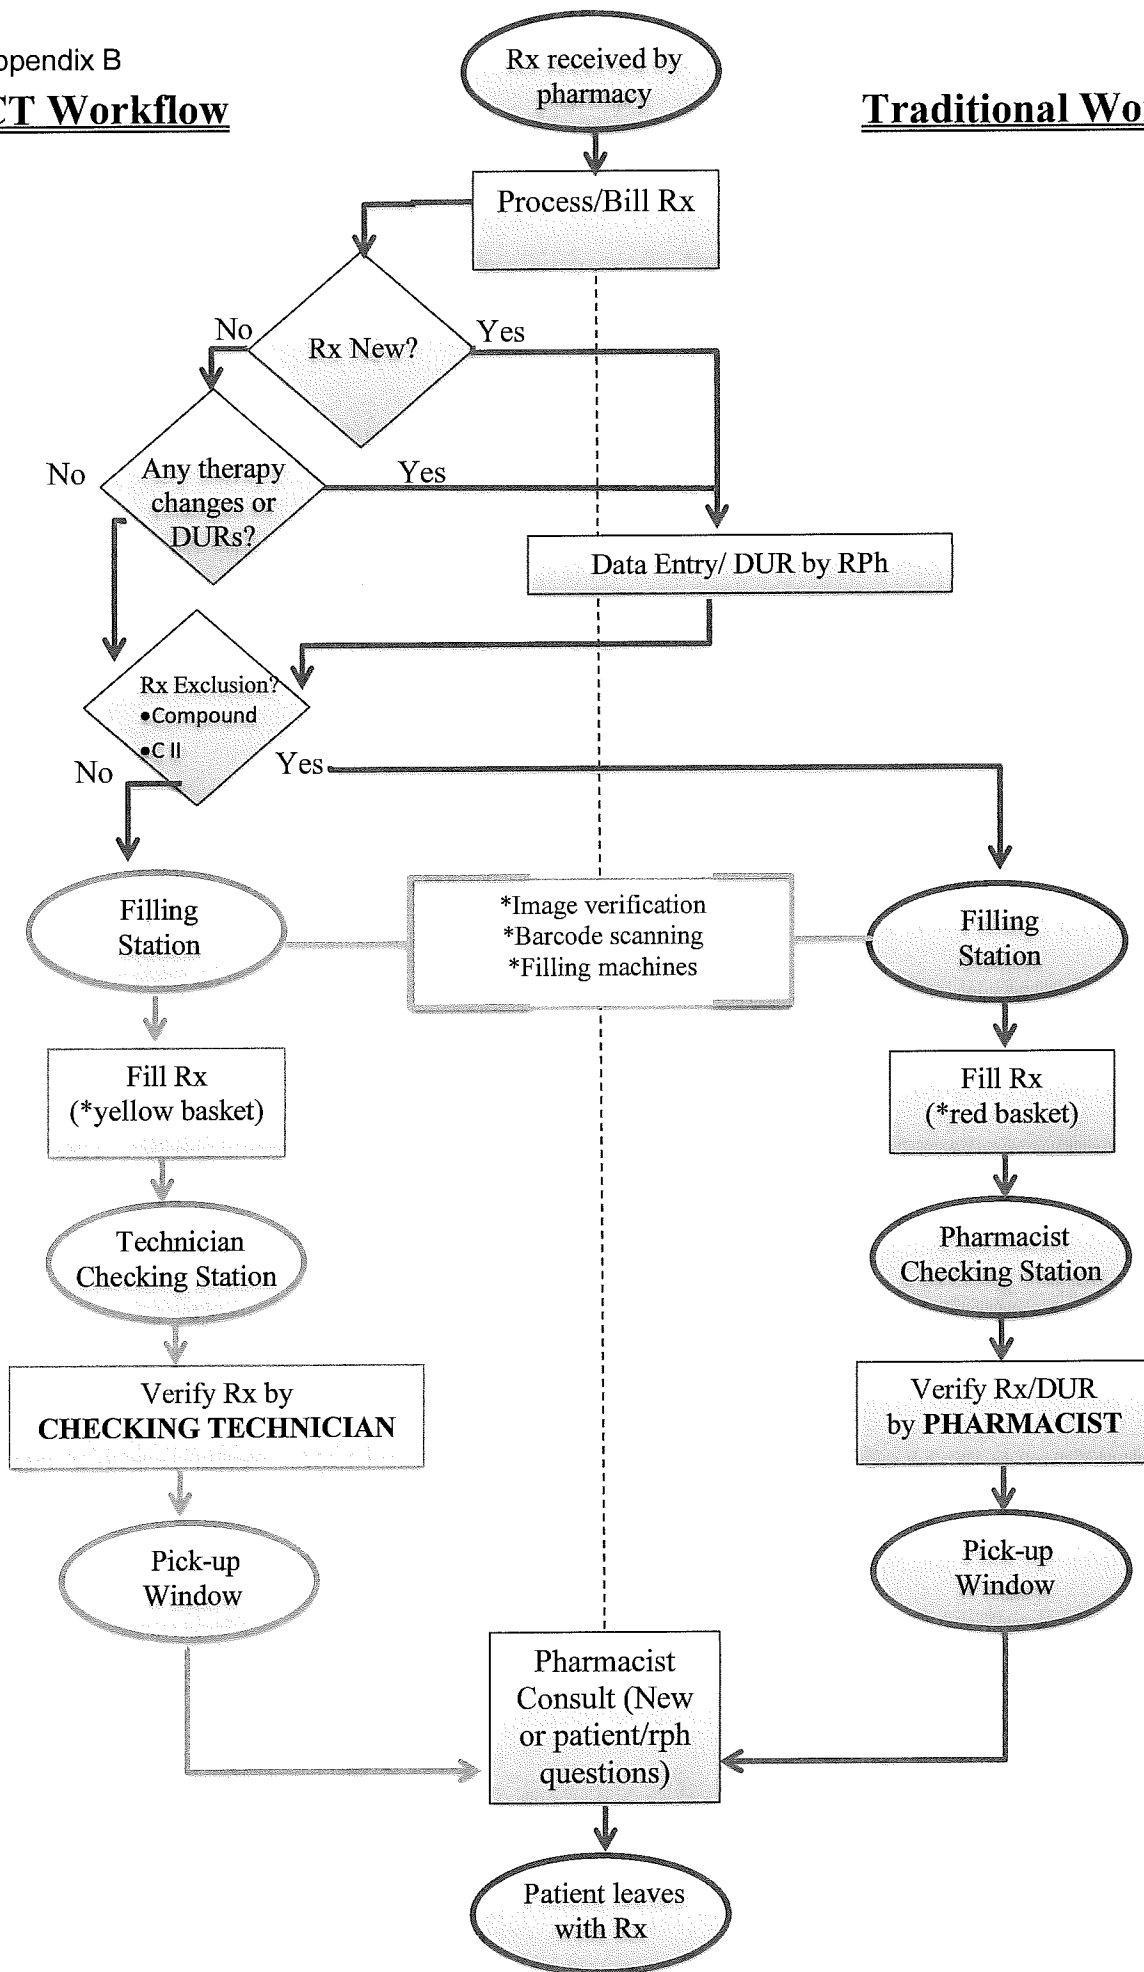 ppendix B
CT Workflow
Traditional Wo
Rx received by
pharmacy
Process/Bill Rx
Rx New?
No
Yes
Any therapy
changes or
DURs?
No
Yes
Data Entry/ DUR by RPh
Rx Exclusion?
•Compound
•C II
No
Yes
Filling
Station
*Image verification
*Barcode scanning
*Filling machines
Filling
Station
Fill Rx
(*yellow basket)
Fill Rx
(*red basket)
Technician
Checking Station
Pharmacist
Checking Station
Verify Rx by
CHECKING TECHNICIAN
Verify Rx/DUR
by PHARMACIST
Pick-up
Window
Pick-up
Window
Pharmacist
Consult (New
or patient/rph
questions)
Patient leaves
with Rx